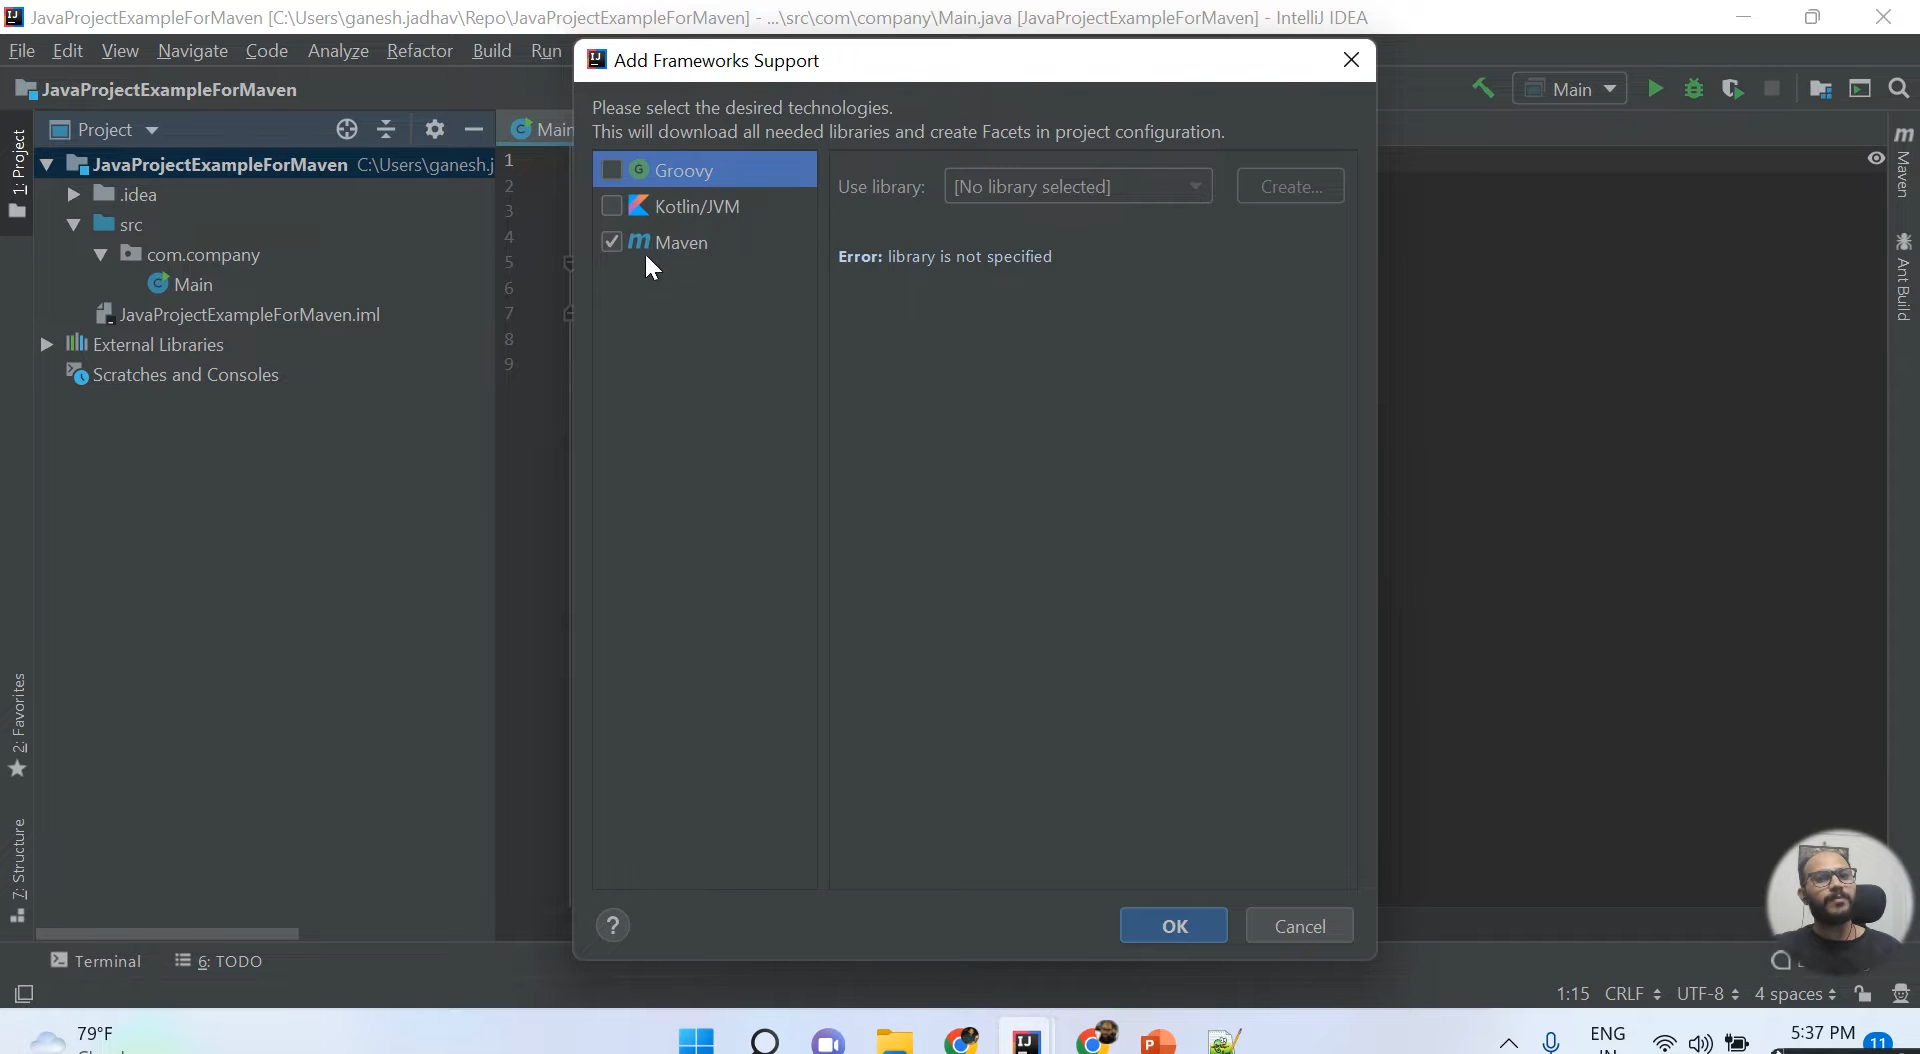 JavaProjectExampleForMaven [C:\Users\ganesh.jadhav\Repo\JavaProjectExampleForMaven] - ...\src\com\company\Main.java [JavaProjectExampleForMaven] - IntelliJ IDEA
File Edit View Navigate Code Analyze Refactor Build Run
JavaProjectExampleForMaven
Main
Project
Main
JavaProjectExampleForMaven C:\Users\ganesh.j
.idea
src
com.company
Main
JavaProjectExampleForMaven.iml
External Libraries
Scratches and Consoles
1: Project
2: Favorites
7: Structure
1
2
3
4
5
6
7
8
9
Add Frameworks Support
Please select the desired technologies.
This will download all needed libraries and create Facets in project configuration.
Groovy
Kotlin/JVM
Maven
Use library: [No library selected] Create...
Error: library is not specified
? OK Cancel
Maven
Ant Build
Terminal 6: TODO
1:15 CRLF UTF-8 4 spaces
79°F
ENG
IN
5:37 PM
11